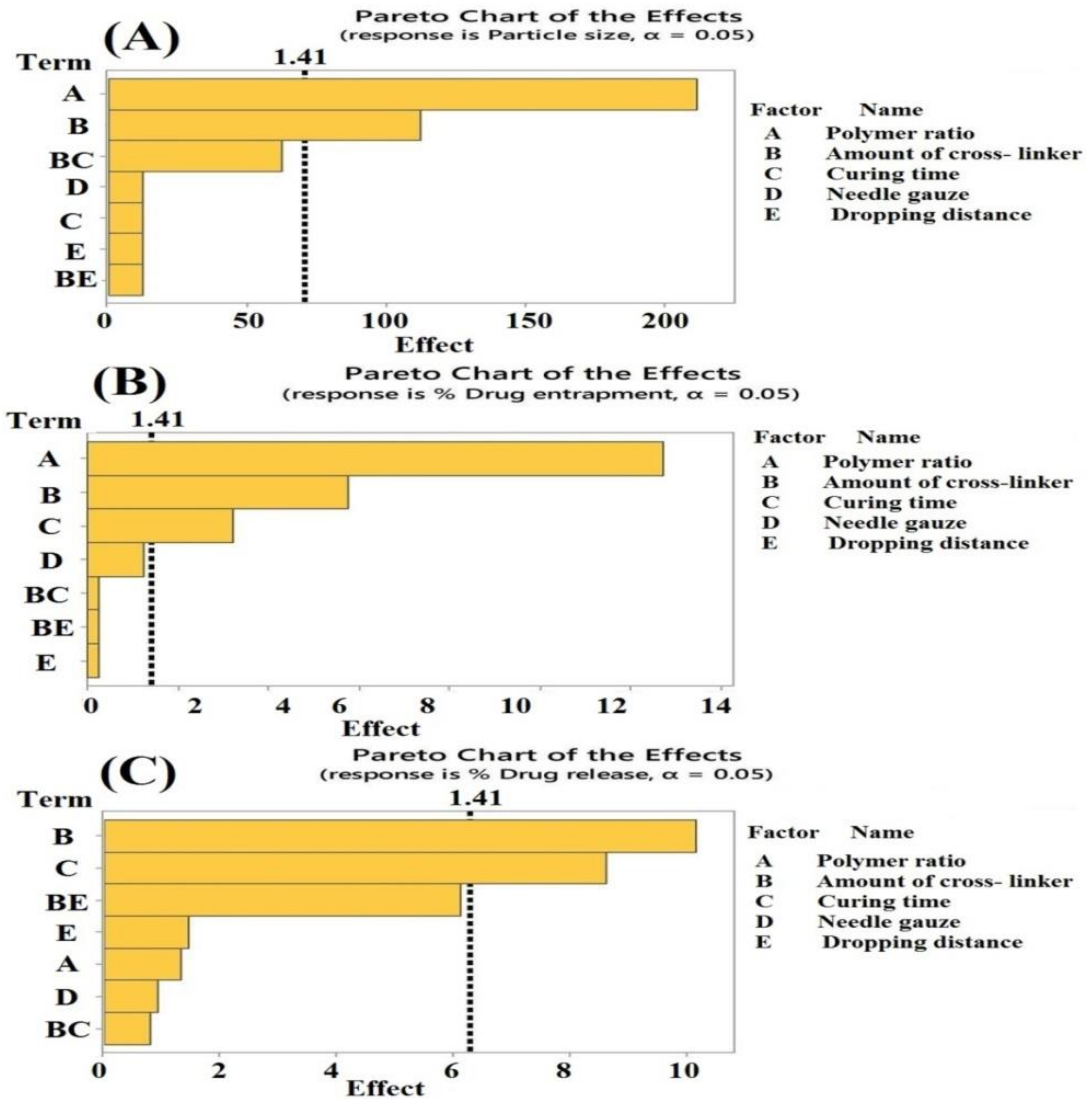 (A)
Pareto Chart of the Effects
(response is Particle size, α = 0.05)
Term
1.41
A
B
BC
D
C
E
BE
0 50 100 150 200
Effect
Factor Name
A Polymer ratio
B Amount of cross- linker
C Curing time
D Needle gauze
E Dropping distance
(B)
Pareto Chart of the Effects
(response is % Drug entrapment, α = 0.05)
Term
1.41
A
B
C
D
BC
BE
E
0 2 4 6 8 10 12 14
Effect
Factor Name
A Polymer ratio
B Amount of cross-linker
C Curing time
D Needle gauze
E Dropping distance
(C)
Pareto Chart of the Effects
(response is % Drug release, α = 0.05)
Term
1.41
B
C
BE
E
A
D
BC
0 2 4 6 8 10
Effect
Factor Name
A Polymer ratio
B Amount of cross- linker
C Curing time
D Needle gauze
E Dropping distance